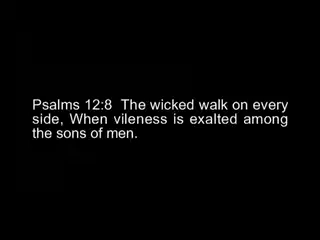 Psalms 12:8  The wicked walk on every
side, When vileness is exalted among
the sons of men.